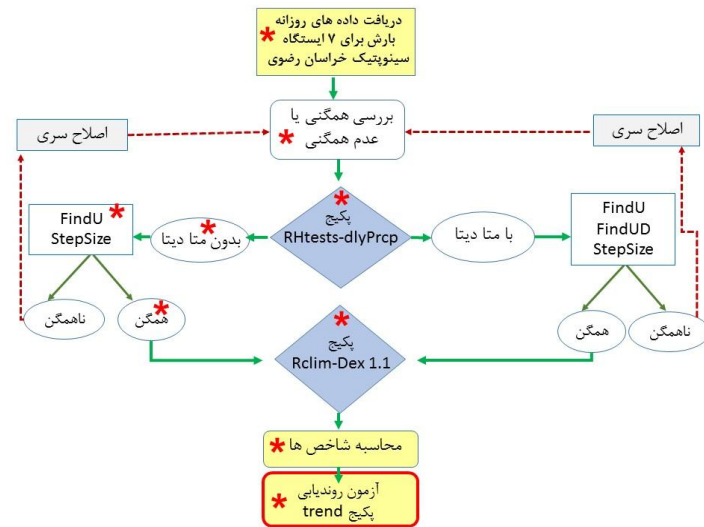 دریافت داده های روزانه
بارش برای ۷ ایستگاه
سینوپتیک خراسان رضوی
بررسی همگنی یا
عدم همگنی
اصلاح سری
اصلاح سری
پکیج
RHtests-dlyPrcp
بدون متا دیتا
با متا دیتا
FindU
StepSize
FindU
FindUD
StepSize
ناهمگن
همگن
همگن
ناهمگن
پکیج
Rclim-Dex 1.1
محاسبه شاخص ها
آزمون روندیابی
پکیج trend